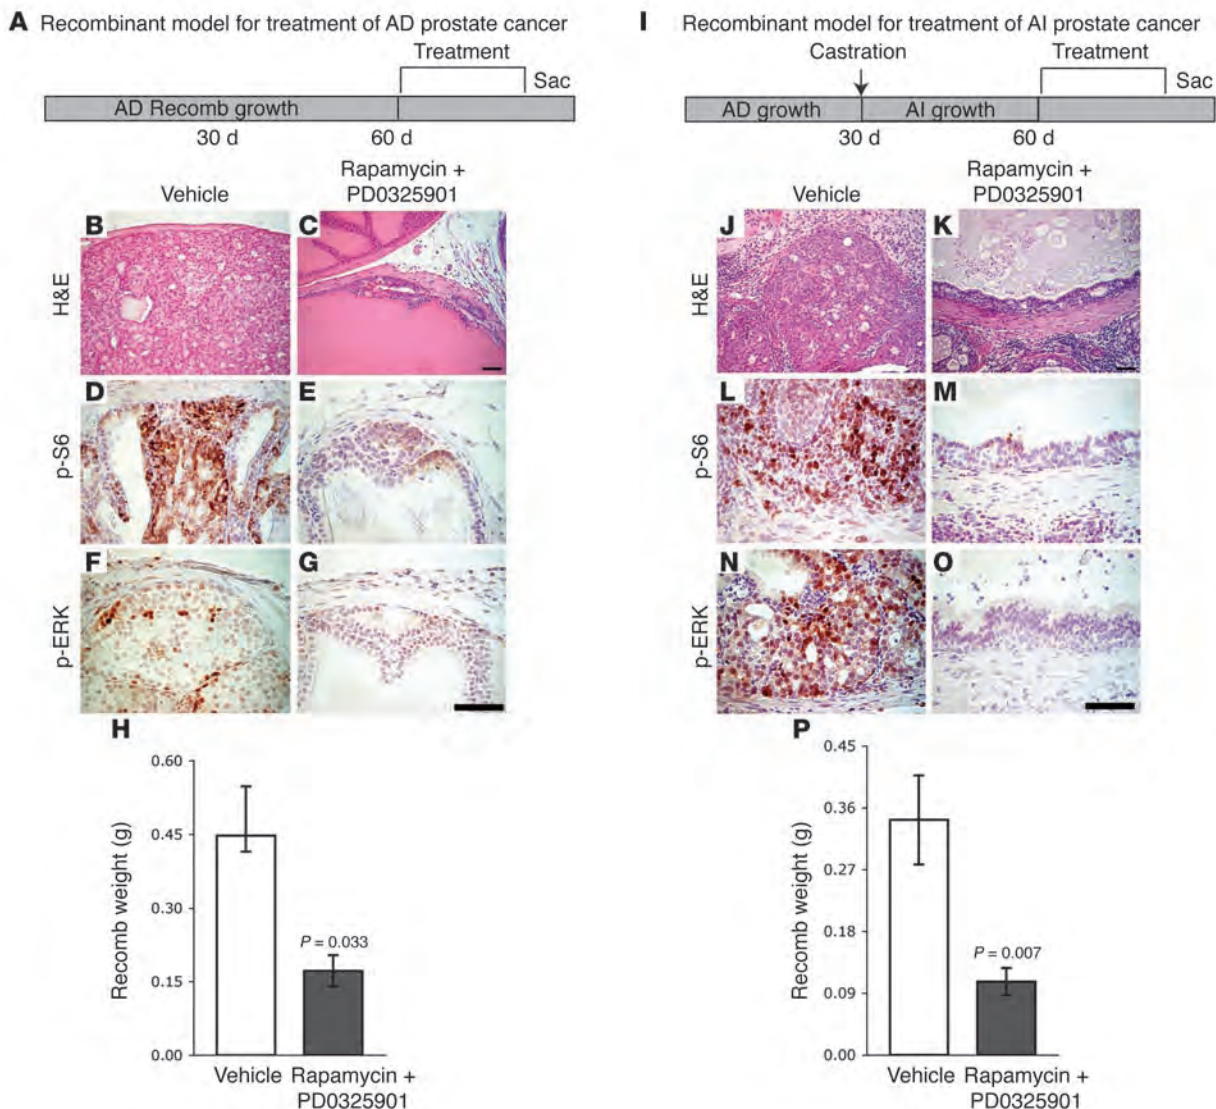 A Recombinant model for treatment of AD prostate cancer
Treatment
Sac
AD Recomb growth
30 d
60 d
Vehicle
Rapamycin +
PD0325901
H&E
B
C
p-S6
D
E
p-ERK
F
G
H
Recomb weight (g)
0.60
0.45
0.30
0.15
0.00
P = 0.033
Vehicle
Rapamycin +
PD0325901
I Recombinant model for treatment of AI prostate cancer
Castration
Treatment
Sac
AD growth
AI growth
30 d
60 d
Vehicle
Rapamycin +
PD0325901
H&E
J
K
p-S6
L
M
p-ERK
N
O
P
Recomb weight (g)
0.45
0.36
0.27
0.18
0.09
0.00
P = 0.007
Vehicle
Rapamycin +
PD0325901